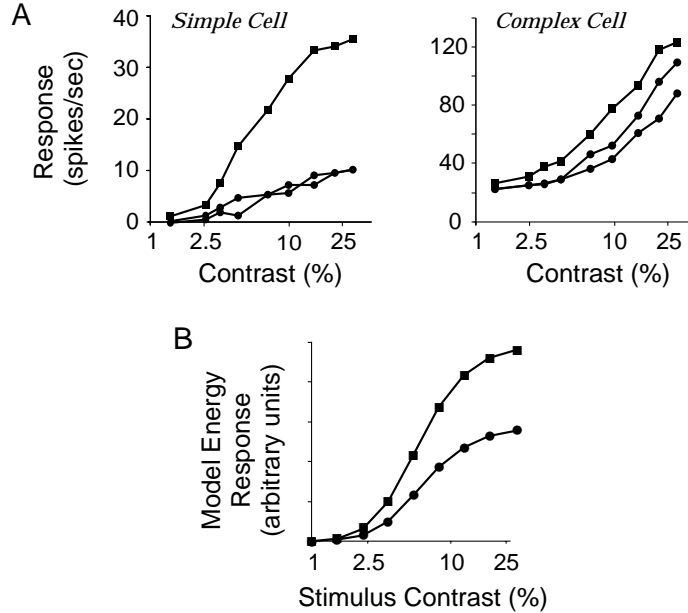 A
Simple Cell
Complex Cell
Response
(spikes/sec)
40
30
20
10
0
1 2.5 10 25
Contrast (%)
120
80
40
0
1 2.5 10 25
Contrast (%)
B
Model Energy
Response
(arbitrary units)
1 2.5 10 25
Stimulus Contrast (%)